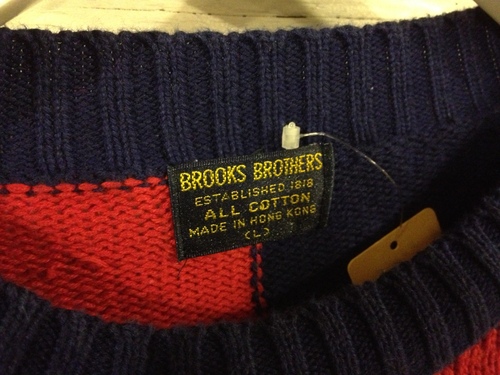 BROOKS BROTHERS
ESTABLISHED 1818
ALL COTTON
MADE IN HONG KONG
(L)